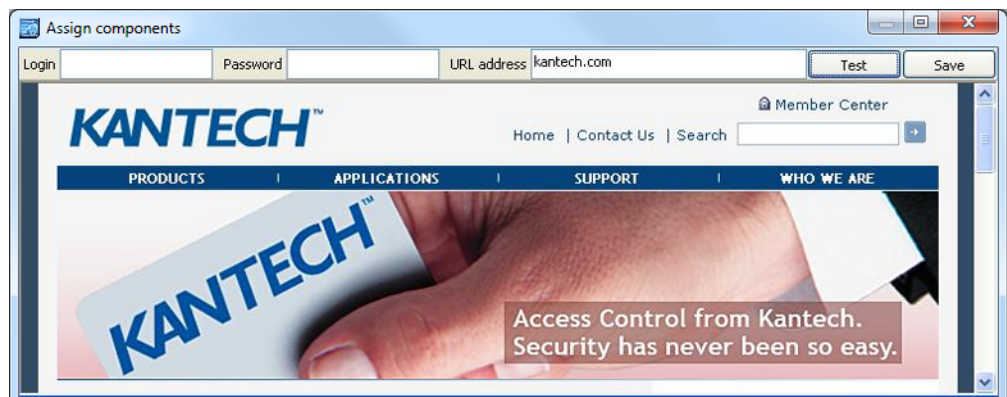 Assign components
Login Password URL address kantech.com Test Save
Member Center
KANTECH™
Home | Contact Us | Search
PRODUCTS | APPLICATIONS | SUPPORT | WHO WE ARE
KANTECH™
Access Control from Kantech.
Security has never been so easy.